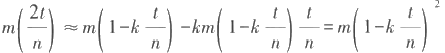 m(2t/n) ≈ m(1-k t/n) - km(1-k t/n) t/n = m(1-k t/n)²